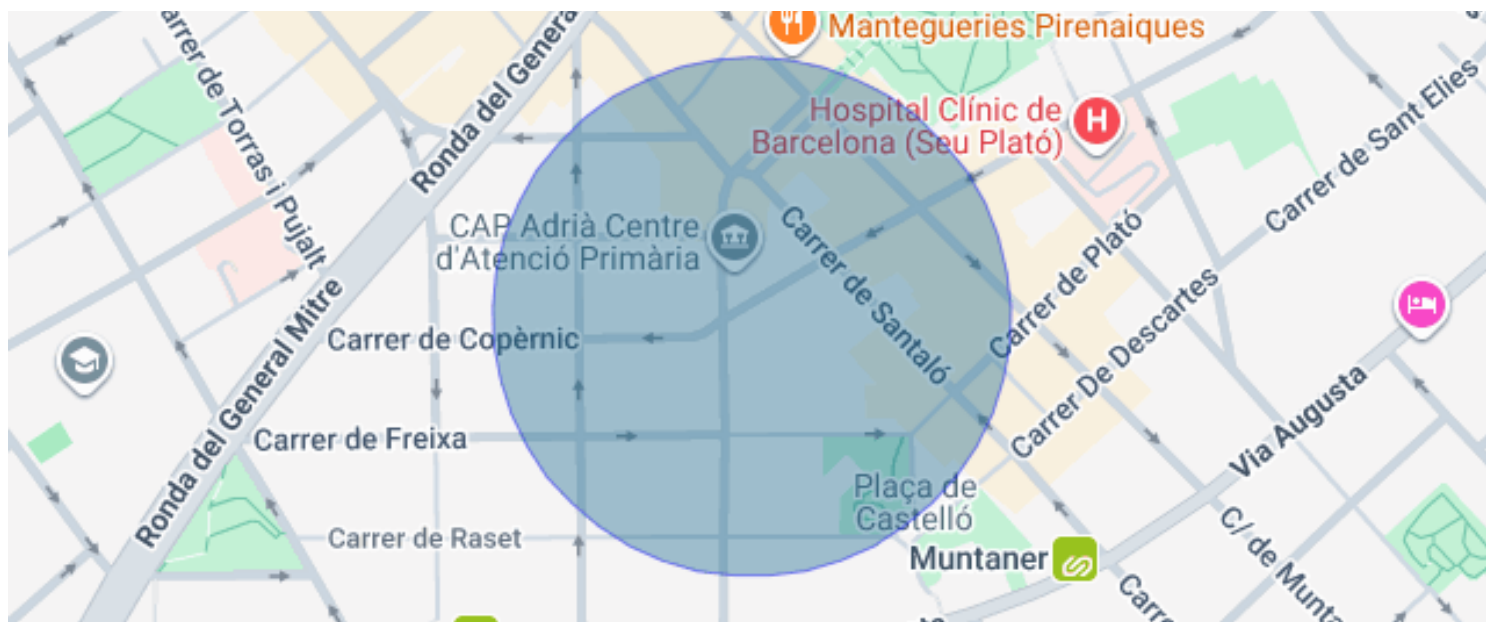 Mantegueries Pirenaiques
Carrer de Torras i Pujalt
Ronda del General
Hospital Clínic de
Barcelona (Seu Plató)
H
Carrer de Sant Elies
CAP Adrià Centre
d'Atenció Primària
Carrer de Santaló
Carrer de Plató
Ronda del General Mitre
Carrer de Copèrnic
Carrer De Descartes
Via Augusta
Carrer de Freixa
Plaça de
Castelló
Carrer de Raset
Muntaner
C/ de Munta
Carre